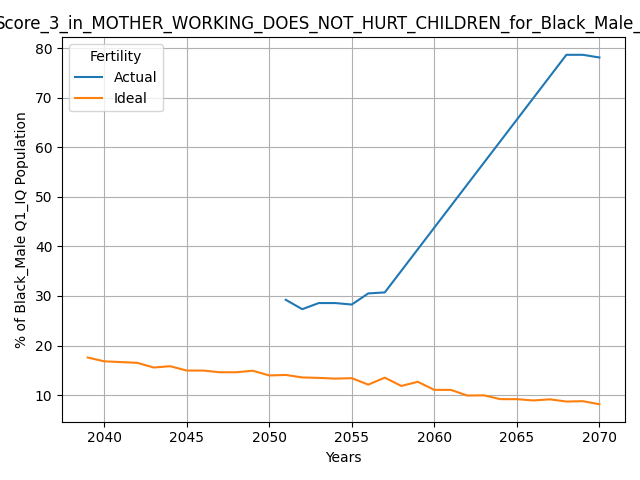 Score_3_in_MOTHER_WORKING_DOES_NOT_HURT_CHILDREN_for_Black_Male_
Fertility
Actual
Ideal
80
70
60
50
40
30
20
10
% of Black_Male Q1_IQ Population
2040 2045 2050 2055 2060 2065 2070
Years